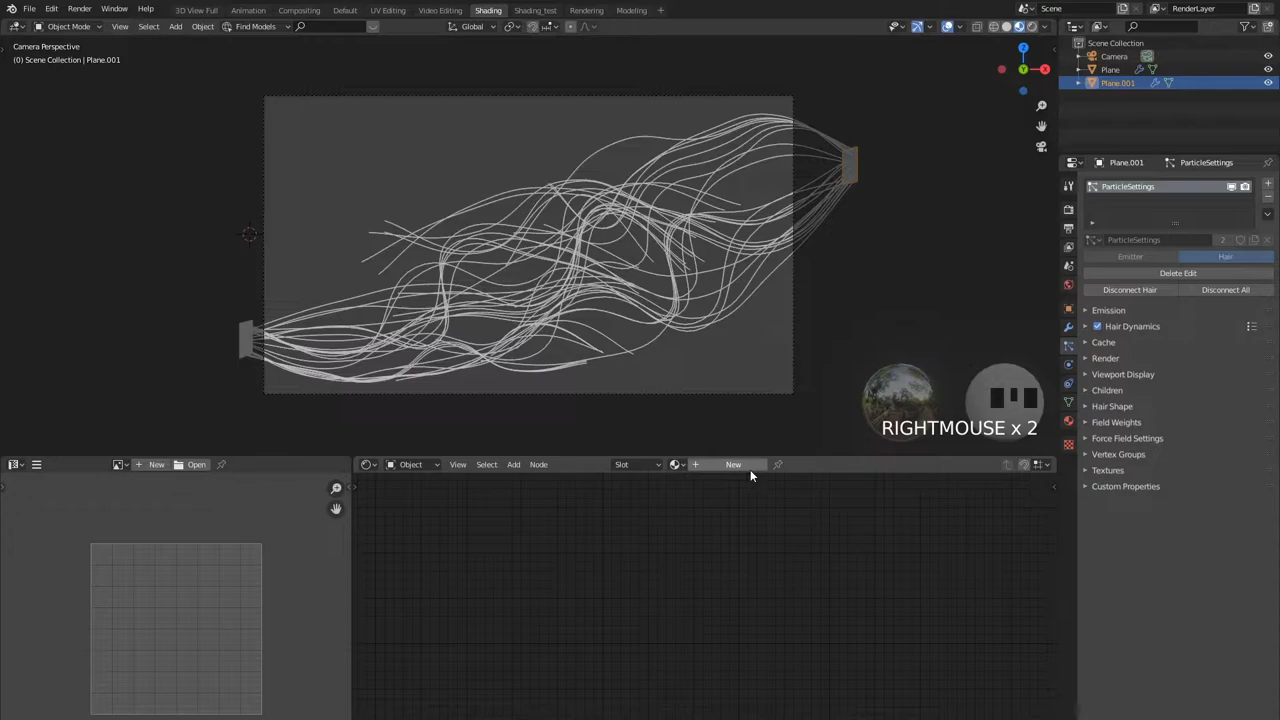 File Edit Render Window Help 3D View Full Animation Compositing Default UV Editing Video Editing Shading Shading_test Rendering Modeling Scene RenderLayer
Object Mode View Select Add Object Find Models Global
Camera Perspective
(0) Scene Collection | Plane.001
Z
Y
X
RIGHTMOUSE x 2
Scene Collection
Camera
Plane
Plane.001
Plane.001 ParticleSettings
ParticleSettings
ParticleSettings 2
Emitter Hair
Delete Edit
Disconnect Hair Disconnect All
Emission
Hair Dynamics
Cache
Render
Viewport Display
Children
Hair Shape
Field Weights
Force Field Settings
Vertex Groups
Textures
Custom Properties
New Open
Object View Select Add Node Slot New